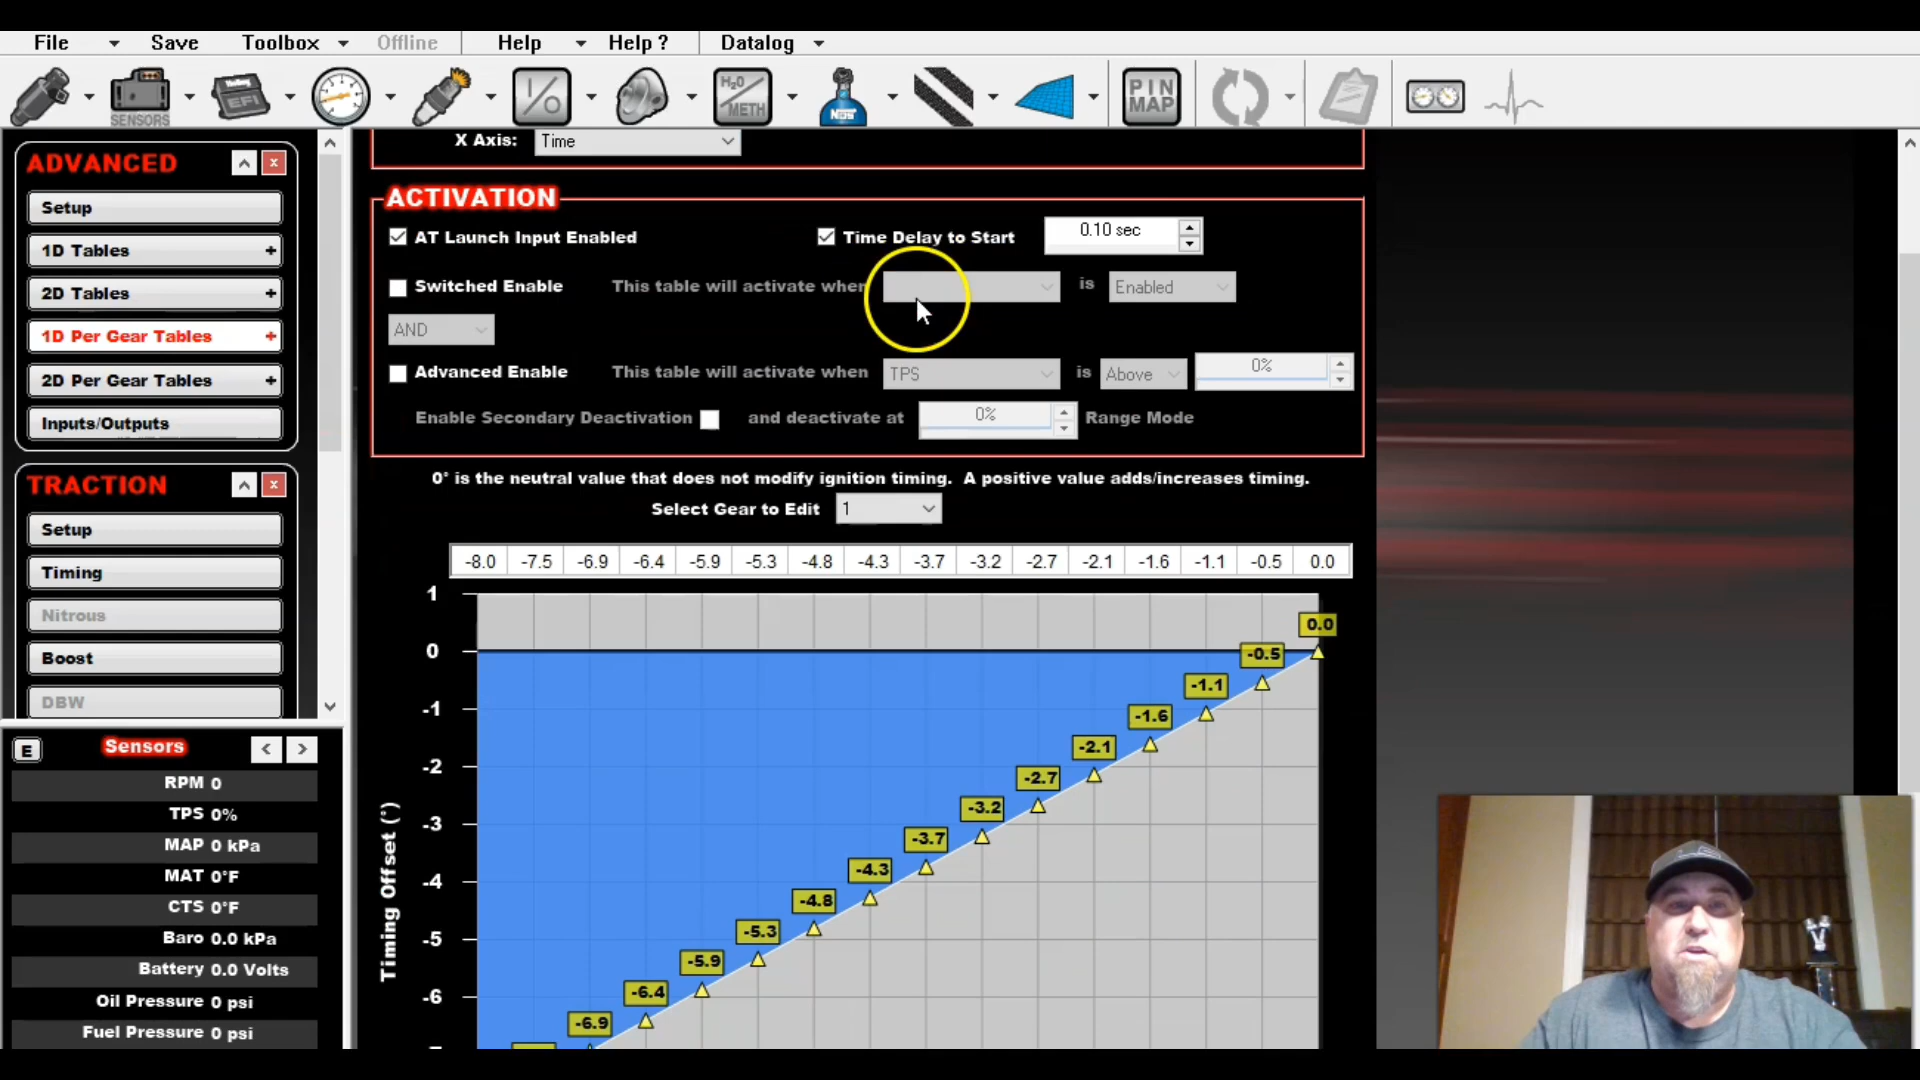 File Save Toolbox Offline Help Help ? Datalog
SENSORS Holley EFI I/O H₂O METH NOS PIN MAP
ADVANCED
Setup
1D Tables +
2D Tables +
1D Per Gear Tables +
2D Per Gear Tables +
Inputs/Outputs
TRACTION
Setup
Timing
Nitrous
Boost
DBW
E Sensors < >
RPM 0
TPS 0%
MAP 0 kPa
MAT 0°F
CTS 0°F
Baro 0.0 kPa
Battery 0.0 Volts
Oil Pressure 0 psi
Fuel Pressure 0 psi
X Axis: Time
ACTIVATION
AT Launch Input Enabled Time Delay to Start 0.10 sec
Switched Enable This table will activate when is Enabled
AND
Advanced Enable This table will activate when TPS is Above 0%
Enable Secondary Deactivation and deactivate at 0% Range Mode
0° is the neutral value that does not modify ignition timing. A positive value adds/increases timing.
Select Gear to Edit 1
-8.0 -7.5 -6.9 -6.4 -5.9 -5.3 -4.8 -4.3 -3.7 -3.2 -2.7 -2.1 -1.6 -1.1 -0.5 0.0
1
0.0
0
-0.5
-1.1
-1
-1.6
-2.1
-2
-2.7
-3.2
-3
-3.7
-4.3
-4
-4.8
-5.3
-5
-5.9
-6.4
-6
-6.9
Timing Offset (°)